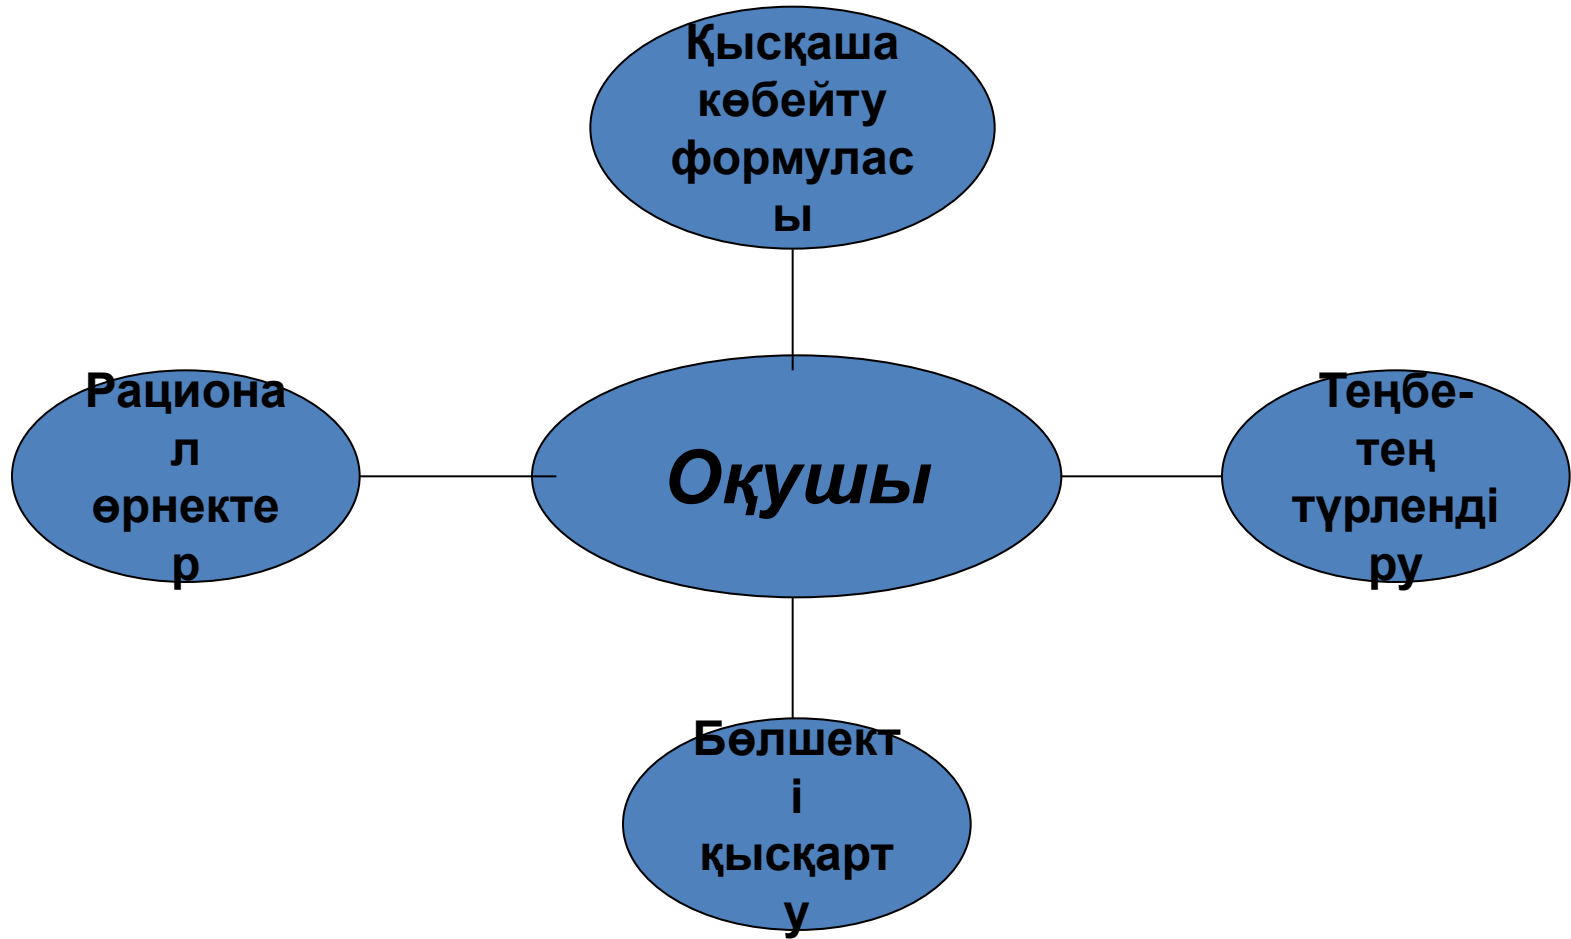 Қысқаша
көбейту
формулас
ы
Рациона
л
өрнекте
р
Оқушы
Теңбе-
тең
түрленді
ру
Бөлшект
і
қысқарт
у